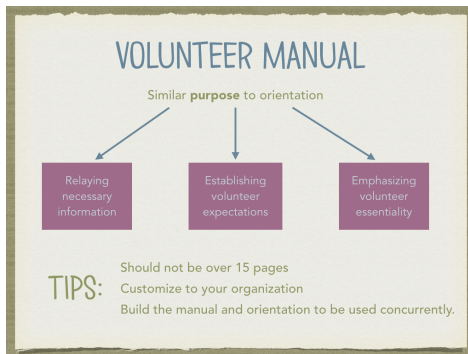 VOLUNTEER MANUAL
Similar purpose to orientation
Relaying
necessary
information
Establishing
volunteer
expectations
Emphasizing
volunteer
essentiality
TIPS:
Should not be over 15 pages
Customize to your organization
Build the manual and orientation to be used concurrently.